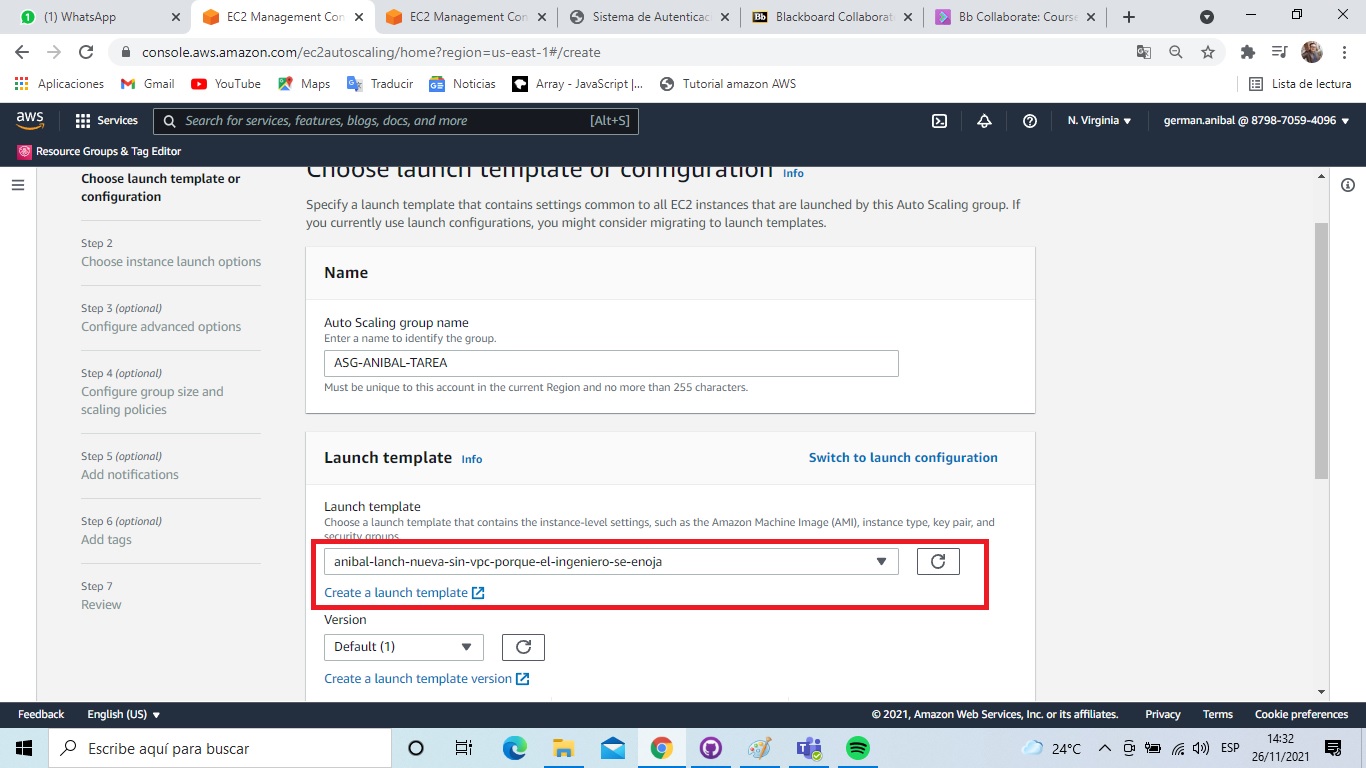 (1) WhatsApp
EC2 Management Con
EC2 Management Con
Sistema de Autenticac
Bb Blackboard Collaborat
Bb Collaborate: Course
console.aws.amazon.com/ec2autoscaling/home?region=us-east-1#/create
Aplicaciones
Gmail
YouTube
Maps
Traducir
Noticias
Array - JavaScript |...
Tutorial amazon AWS
Lista de lectura
aws
Services
Search for services, features, blogs, docs, and more
[Alt+S]
N. Virginia
german.anibal @ 8798-7059-4096
Resource Groups & Tag Editor
Choose launch template or
configuration
Step 2
Choose instance launch options
Step 3 (optional)
Configure advanced options
Step 4 (optional)
Configure group size and
scaling policies
Step 5 (optional)
Add notifications
Step 6 (optional)
Add tags
Step 7
Review
Choose launch template or configuration Info
Specify a launch template that contains settings common to all EC2 instances that are launched by this Auto Scaling group. If
you currently use launch configurations, you might consider migrating to launch templates.
Name
Auto Scaling group name
Enter a name to identify the group.
ASG-ANIBAL-TAREA
Must be unique to this account in the current Region and no more than 255 characters.
Launch template Info
Switch to launch configuration
Launch template
Choose a launch template that contains the instance-level settings, such as the Amazon Machine Image (AMI), instance type, key pair, and
security groups.
anibal-lanch-nueva-sin-vpc-porque-el-ingeniero-se-enoja
Create a launch template
Version
Default (1)
Create a launch template version
Feedback
English (US)
© 2021, Amazon Web Services, Inc. or its affiliates.
Privacy
Terms
Cookie preferences
Escribe aquí para buscar
24°C
ESP
14:32
26/11/2021